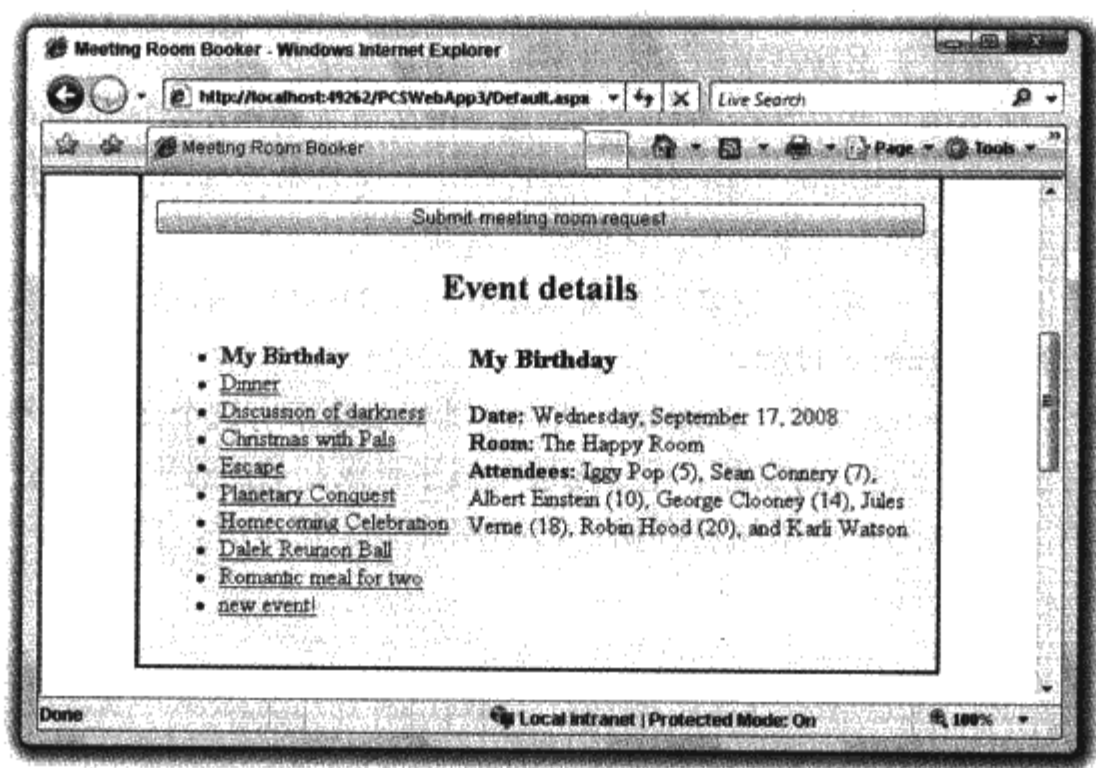 Meeting Room Booker - Windows Internet Explorer
http://localhost:49262/PCSWebApp3/Default.aspx
Live Search
Meeting Room Booker
Page
Tools
»
Submit meeting room request
Event details
• My Birthday
• Dinner
• Discussion of darkness
• Christmas with Pals
• Escape
• Planetary Conquest
• Homecoming Celebration
• Dalek Reunion Ball
• Romantic meal for two
• new event!
My Birthday
Date: Wednesday, September 17, 2008
Room: The Happy Room
Attendees: Iggy Pop (5), Sean Connery (7),
Albert Einstein (10), George Clooney (14), Jules
Verne (18), Robin Hood (20), and Karli Watson
Done
Local intranet | Protected Mode: On
100%